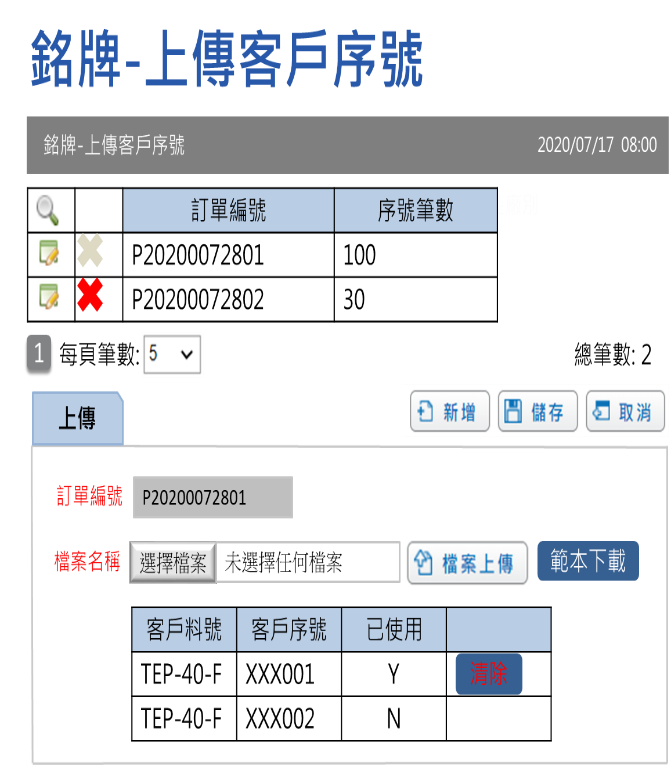 銘牌-上傳客戶序號
銘牌-上傳客戶序號 2020/07/17 08:00
訂單編號 序號筆數
P20200072801 100
P20200072802 30
1 每頁筆數: 5 總筆數: 2
上傳 新增 儲存 取消
訂單編號 P20200072801
檔案名稱 選擇檔案 未選擇任何檔案 檔案上傳 範本下載
客戶料號 客戶序號 已使用
TEP-40-F XXX001 Y 清除
TEP-40-F XXX002 N